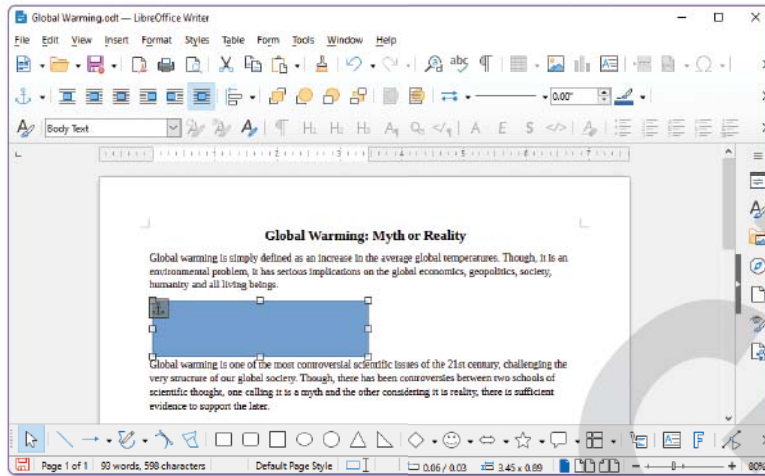 Global Warming.odt — LibreOffice Writer
File Edit View Insert Format Styles Table Form Tools Window Help
0.00"
Body Text
Global Warming: Myth or Reality
Global warming is simply defined as an increase in the average global temperatures. Though, it is an
environmental problem, it has serious implications on the global economics, geopolitics, society,
humanity and all living beings.
Global warming is one of the most controversial scientific issues of the 21st century, challenging the
very structure of our global society. Though, there has been controversies between two schools of
scientific thought, one calling it is a myth and the other considering it is reality, there is sufficient
evidence to support the later.
Page 1 of 1 93 words, 598 characters Default Page Style 0.06 / 0.03 3.45 x 0.89 80%